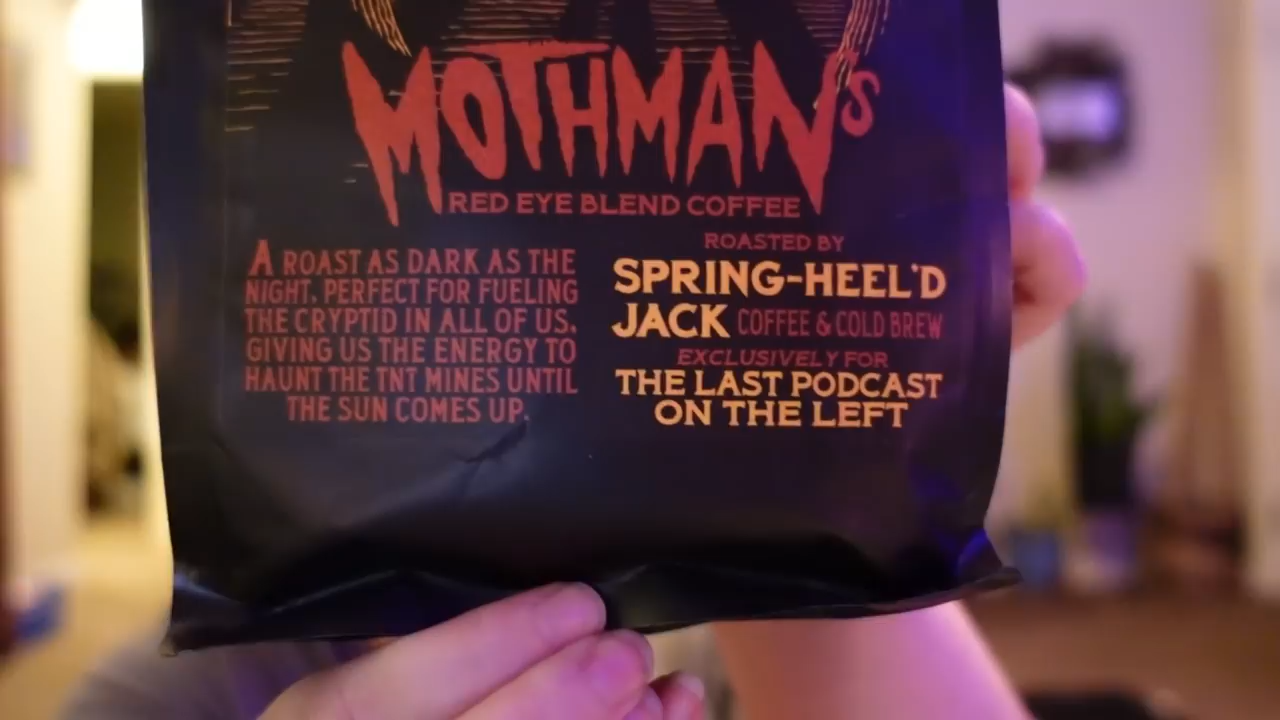 MOTHMAN'S
RED EYE BLEND COFFEE
A ROAST AS DARK AS THE
NIGHT. PERFECT FOR FUELING
THE CRYPTID IN ALL OF US.
GIVING US THE ENERGY TO
HAUNT THE TNT MINES UNTIL
THE SUN COMES UP.
ROASTED BY
SPRING-HEEL'D
JACK COFFEE & COLD BREW
EXCLUSIVELY FOR
THE LAST PODCAST
ON THE LEFT